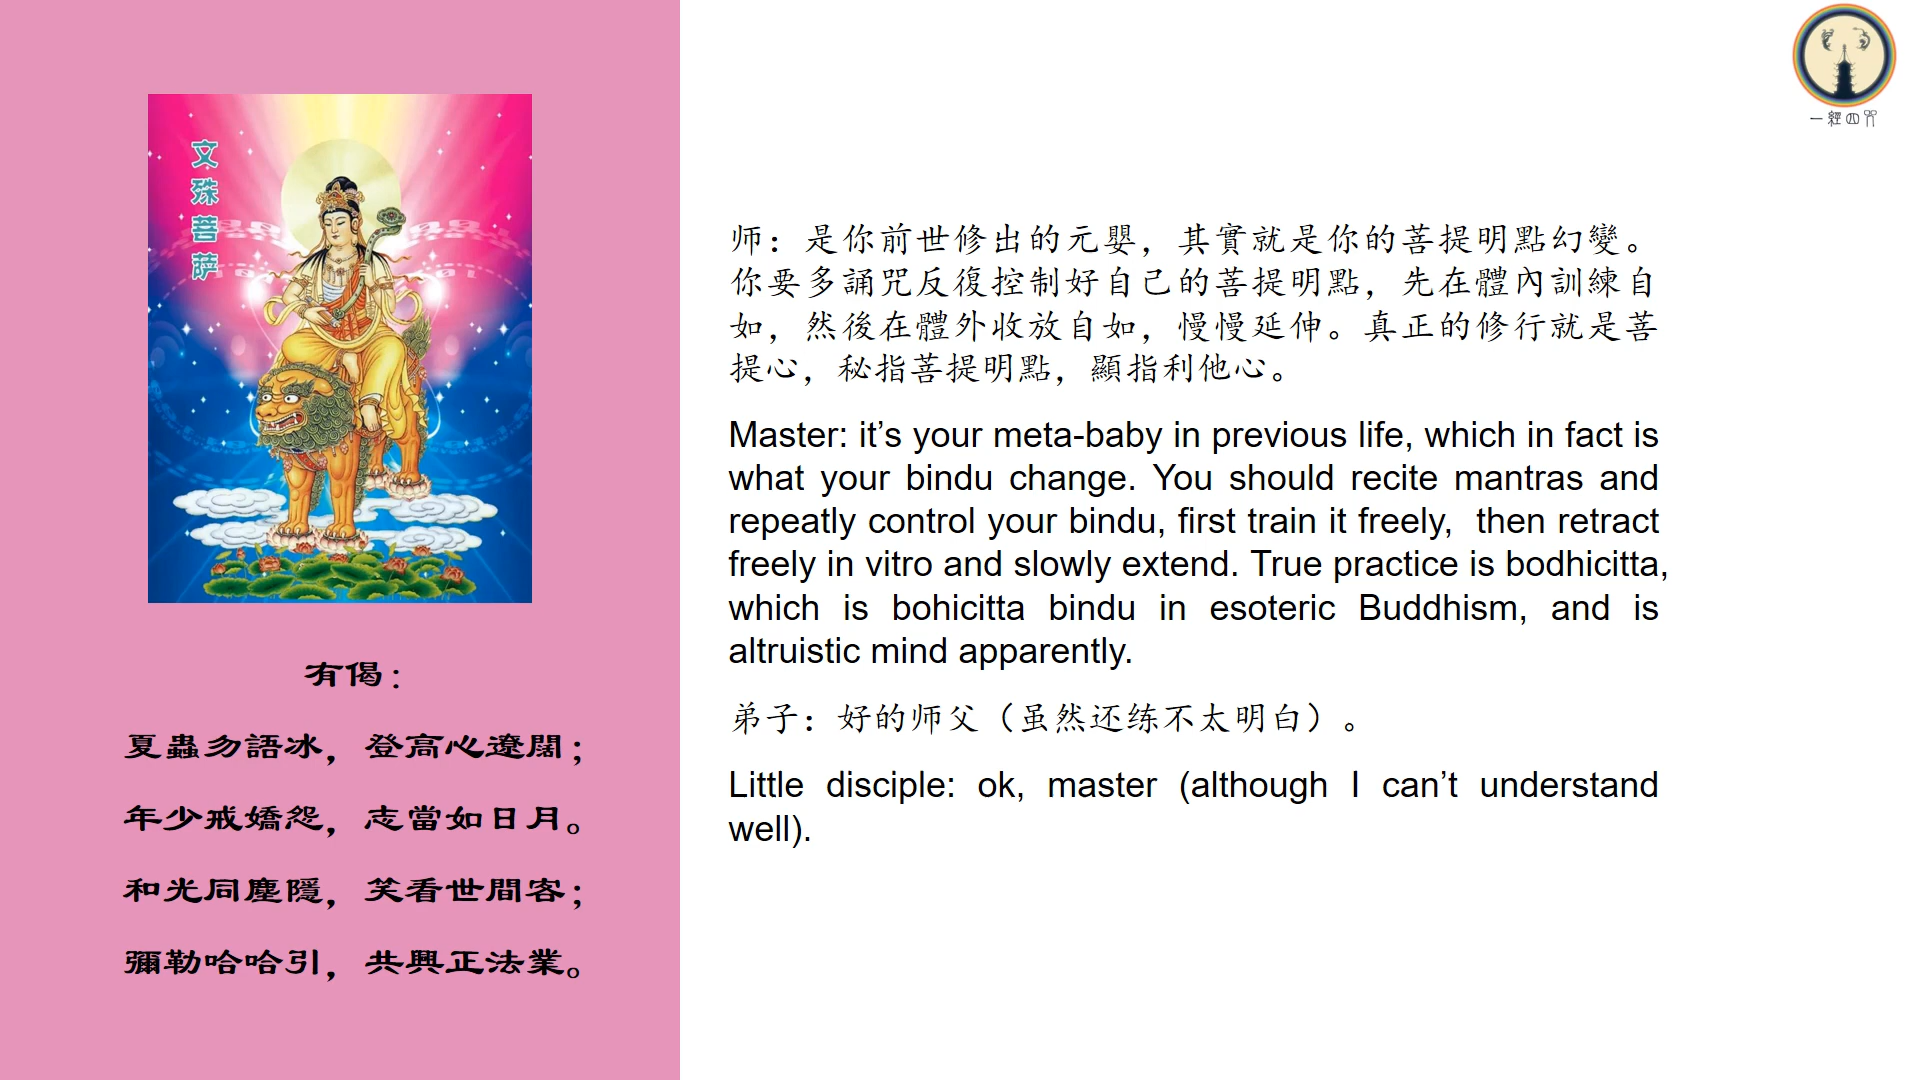 文殊菩萨
有偈：
夏蟲勿語冰，登高心遼闊；
年少戒嬌怨，志當如日月。
和光同塵隱，笑看世間客；
彌勒哈哈引，共興正法業。
一經四咒
师：是你前世修出的元嬰，其實就是你的菩提明點幻變。
你要多誦咒反復控制好自己的菩提明點，先在體內訓練自
如，然後在體外收放自如，慢慢延伸。真正的修行就是菩
提心，秘指菩提明點，顯指利他心。
Master: it’s your meta-baby in previous life, which in fact is
what your bindu change. You should recite mantras and
repeatly control your bindu, first train it freely, then retract
freely in vitro and slowly extend. True practice is bodhicitta,
which is bohicitta bindu in esoteric Buddhism, and is
altruistic mind apparently.
弟子：好的师父（虽然还练不太明白）。
Little disciple: ok, master (although I can’t understand
well).